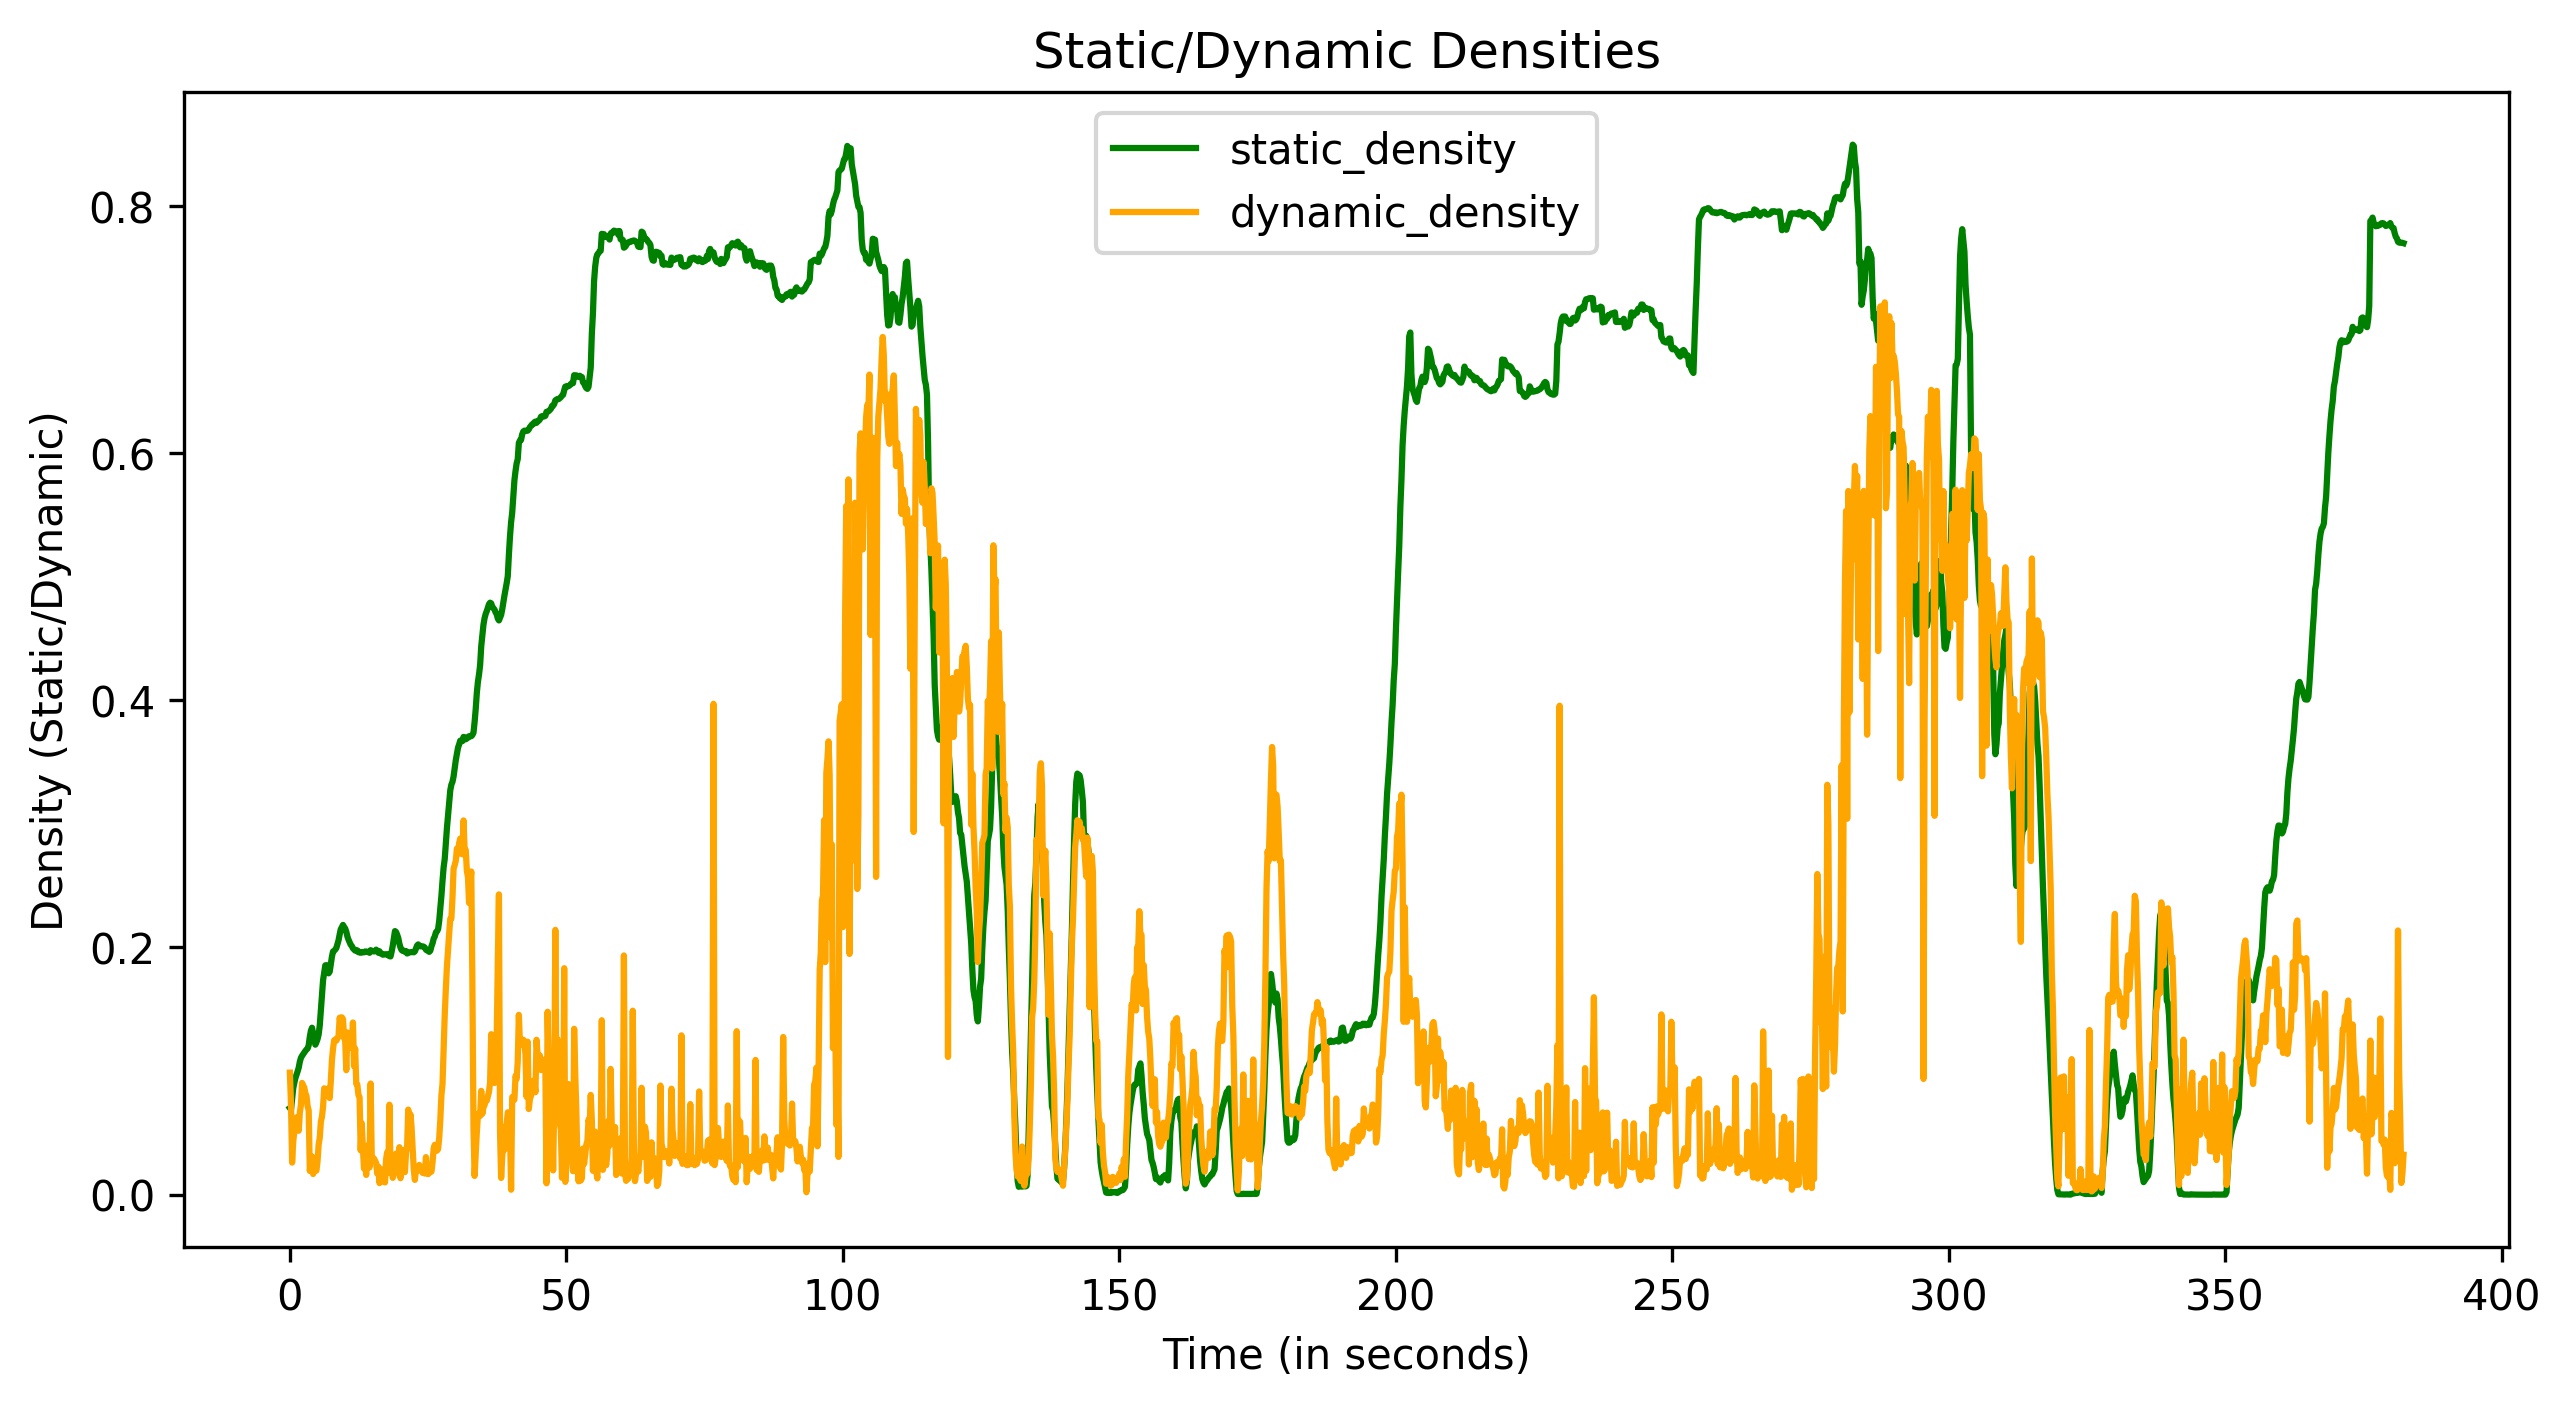 Static/Dynamic Densities
static_density
dynamic_density
Density (Static/Dynamic)
0.8
0.6
0.4
0.2
0.0
0 50 100 150 200 250 300 350 400
Time (in seconds)